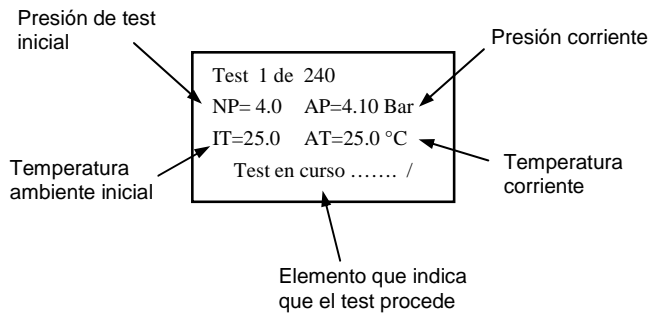 Presión de test
inicial
Presión corriente
Test 1 de 240
NP= 4.0 AP=4.10 Bar
IT=25.0 AT=25.0 °C
Test en curso ……. /
Temperatura
ambiente inicial
Temperatura
corriente
Elemento que indica
que el test procede